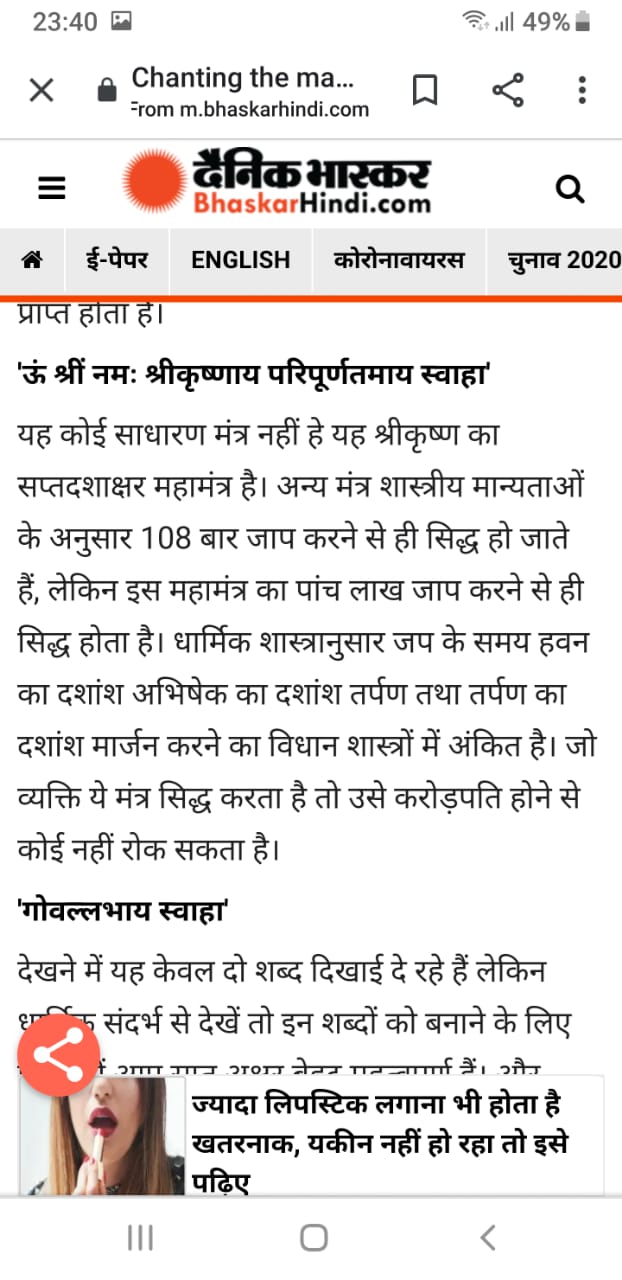 23:40 49%
Chanting the ma...
From m.bhaskarhindi.com
दैनिक भास्कर
BhaskarHindi.com
ई-पेपर ENGLISH कोरोनावायरस चुनाव 2020
प्राप्त होता है।
'ऊं श्रीं नमः श्रीकृष्णाय परिपूर्णतमाय स्वाहा'
यह कोई साधारण मंत्र नहीं हे यह श्रीकृष्ण का
सप्तदशाक्षर महामंत्र है। अन्य मंत्र शास्त्रीय मान्यताओं
के अनुसार 108 बार जाप करने से ही सिद्ध हो जाते
हैं, लेकिन इस महामंत्र का पांच लाख जाप करने से ही
सिद्ध होता है। धार्मिक शास्त्रानुसार जप के समय हवन
का दशांश अभिषेक का दशांश तर्पण तथा तर्पण का
दशांश मार्जन करने का विधान शास्त्रों में अंकित है। जो
व्यक्ति ये मंत्र सिद्ध करता है तो उसे करोड़पति होने से
कोई नहीं रोक सकता है।
'गोवल्लभाय स्वाहा'
देखने में यह केवल दो शब्द दिखाई दे रहे हैं लेकिन
संदर्भ से देखें तो इन शब्दों को बनाने के लिए
ज्यादा लिपस्टिक लगाना भी होता है
खतरनाक, यकीन नहीं हो रहा तो इसे
पढ़िए